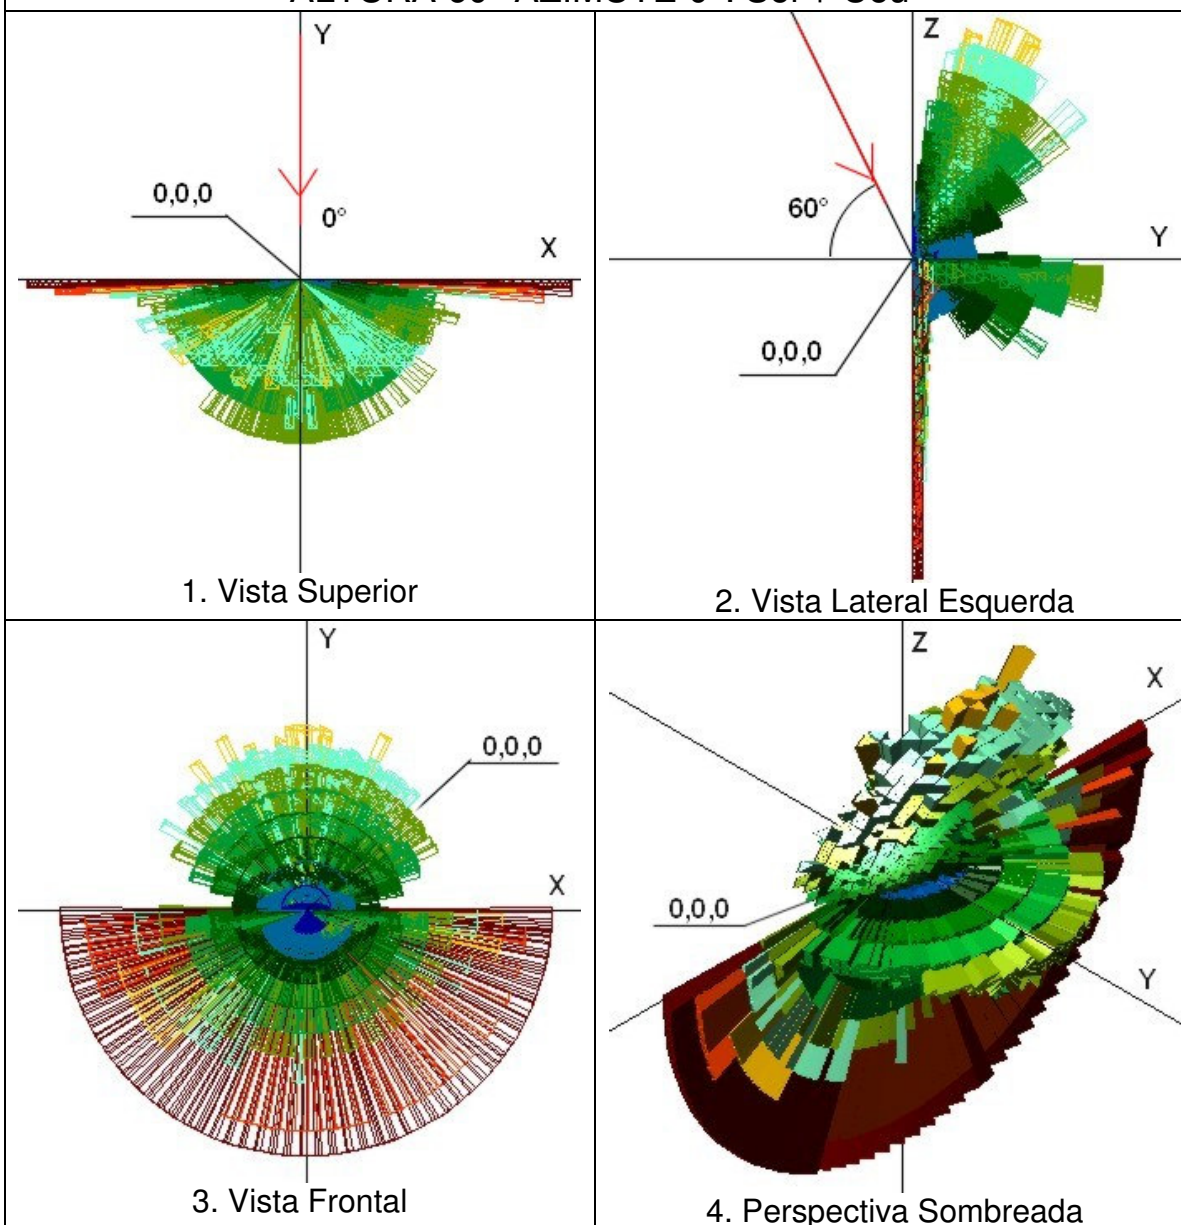 Y
0,0,0
0°
X
1. Vista Superior
Z
60°
Y
0,0,0
2. Vista Lateral Esquerda
Y
0,0,0
X
3. Vista Frontal
Z
X
0,0,0
Y
4. Perspectiva Sombreada